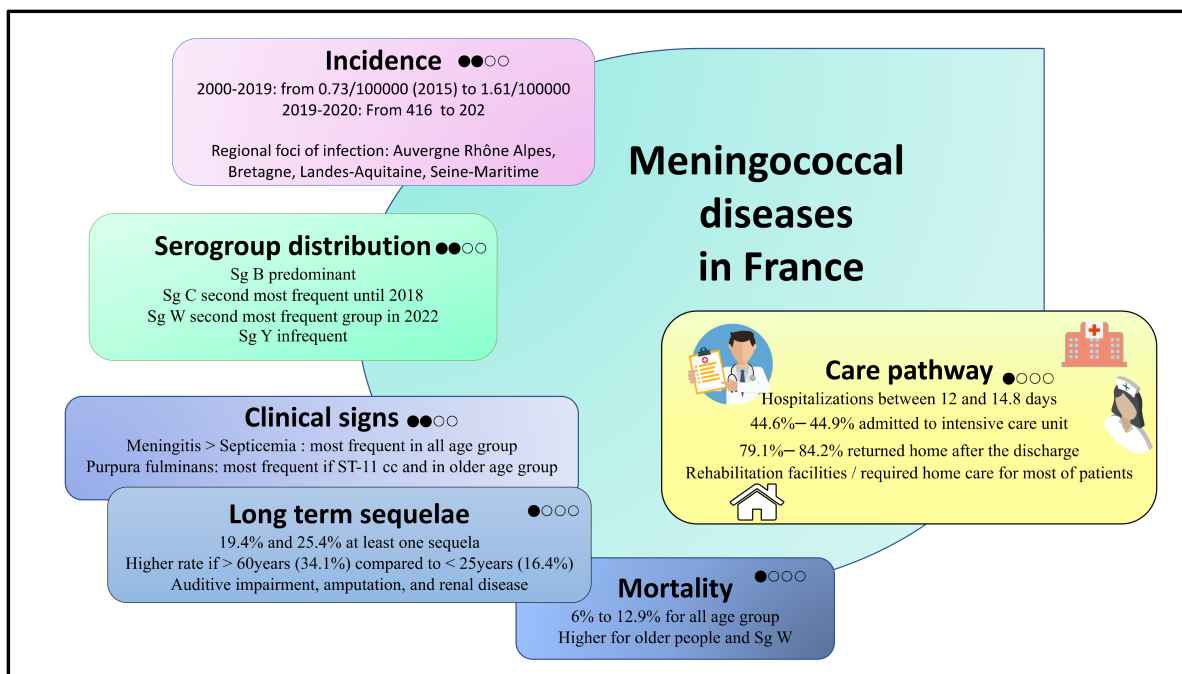 Meningococcal
diseases
in France
Incidence ●●○○
2000-2019: from 0.73/100000 (2015) to 1.61/100000
2019-2020: From 416 to 202
Regional foci of infection: Auvergne Rhône Alpes,
Bretagne, Landes-Aquitaine, Seine-Maritime
Serogroup distribution ●●○○
Sg B predominant
Sg C second most frequent until 2018
Sg W second most frequent group in 2022
Sg Y infrequent
Clinical signs ●●○○
Meningitis > Septicemia : most frequent in all age group
Purpura fulminans: most frequent if ST-11 cc and in older age group
Long term sequelae ●○○○
19.4% and 25.4% at least one sequela
Higher rate if > 60years (34.1%) compared to < 25years (16.4%)
Auditive impairment, amputation, and renal disease
Mortality ●○○○
6% to 12.9% for all age group
Higher for older people and Sg W
Care pathway ●○○○
Hospitalizations between 12 and 14.8 days
44.6%–44.9% admitted to intensive care unit
79.1%–84.2% returned home after the discharge
Rehabilitation facilities / required home care for most of patients